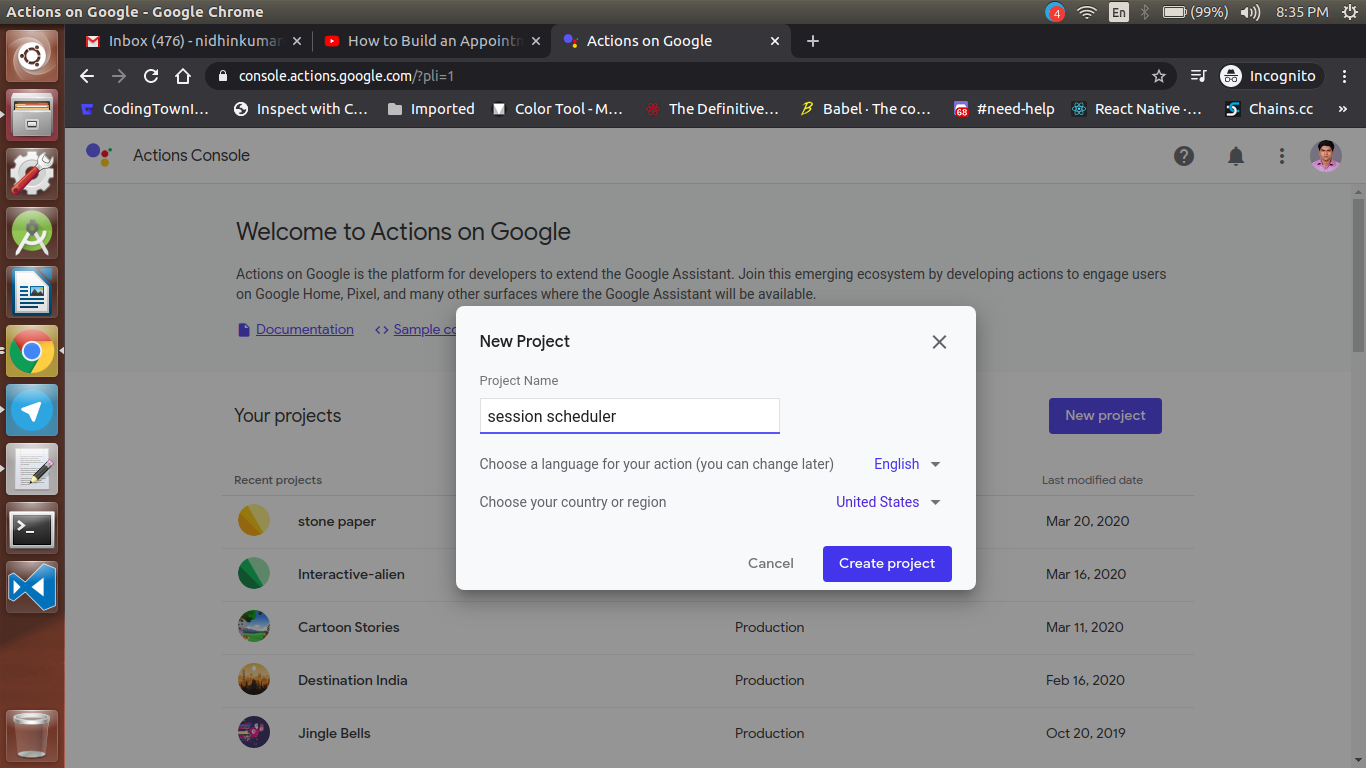 Actions on Google - Google Chrome
4
En
(99%)
8:35 PM
Inbox (476) - nidhinkumar
How to Build an Appointm
Actions on Google
console.actions.google.com/?pli=1
Incognito
CodingTownI...
Inspect with C...
Imported
Color Tool - M...
The Definitive...
Babel · The co...
68
#need-help
React Native ·...
Chains.cc
»
Actions Console
Welcome to Actions on Google
Actions on Google is the platform for developers to extend the Google Assistant. Join this emerging ecosystem by developing actions to engage users
on Google Home, Pixel, and many other surfaces where the Google Assistant will be available.
Documentation
<> Sample co
New Project
Project Name
session scheduler
Choose a language for your action (you can change later)
English
Choose your country or region
United States
Cancel
Create project
Your projects
New project
Recent projects
Last modified date
stone paper
Mar 20, 2020
Interactive-alien
Mar 16, 2020
Cartoon Stories
Production
Mar 11, 2020
Destination India
Production
Feb 16, 2020
Jingle Bells
Production
Oct 20, 2019